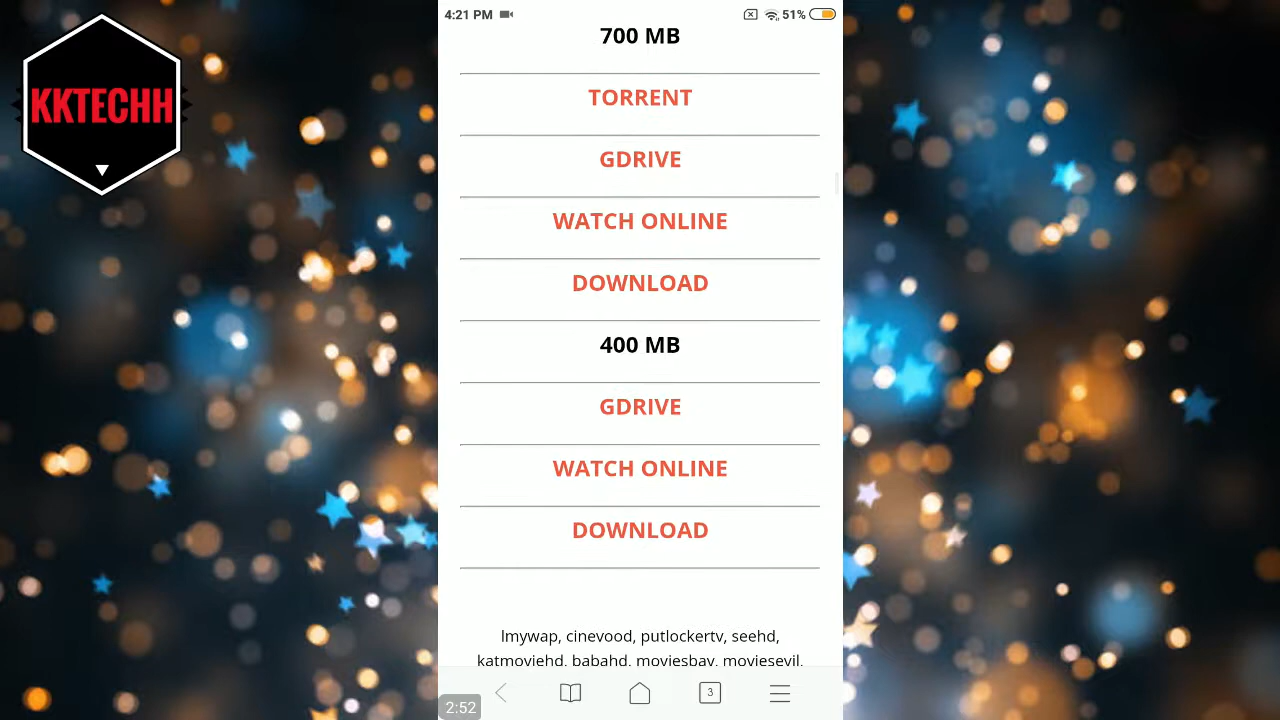 KKTECHH
4:21 PM
51%
700 MB
TORRENT
GDRIVE
WATCH ONLINE
DOWNLOAD
400 MB
GDRIVE
WATCH ONLINE
DOWNLOAD
lmywap, cinevood, putlockertv, seehd,
katmoviehd, babahd, moviesbay, moviesevil,
3
2:52